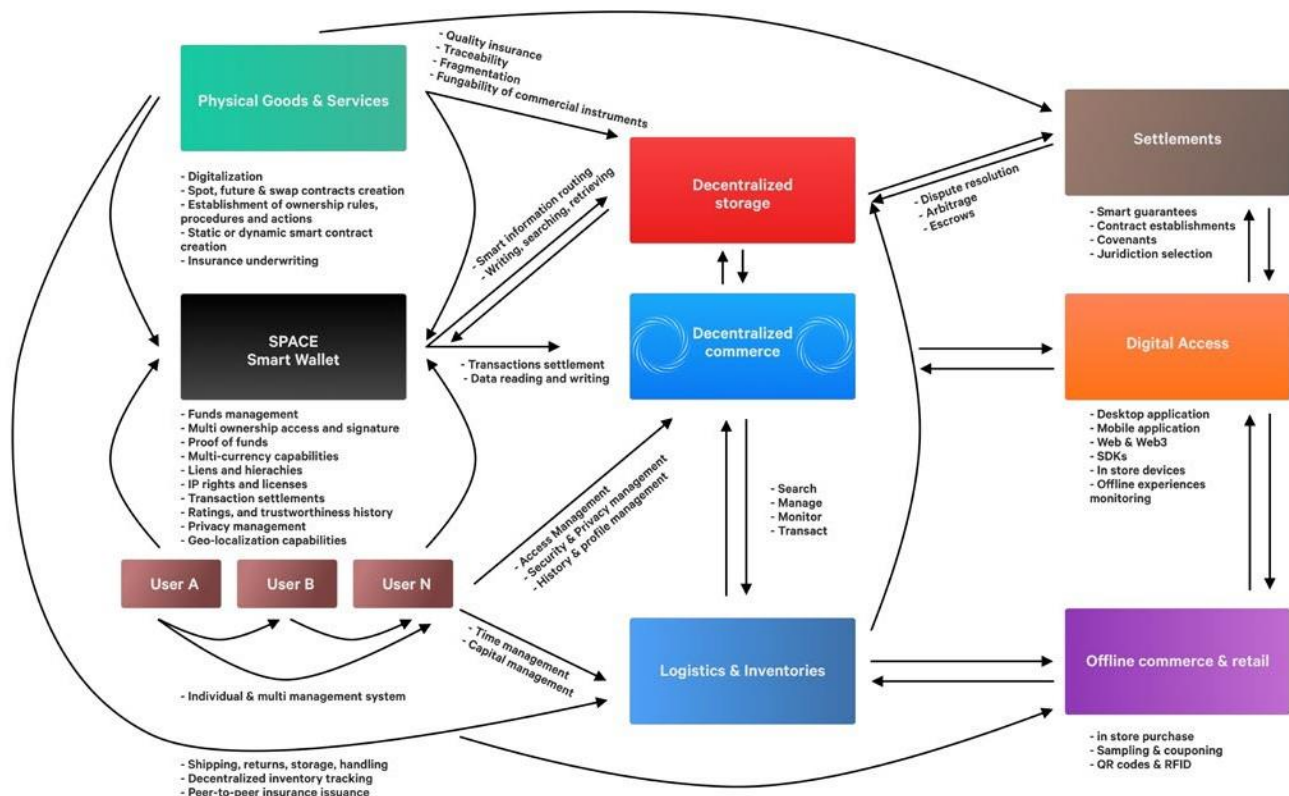 Physical Goods & Services
- Digitalization
- Spot, future & swap contracts creation
- Establishment of ownership rules,
procedures and actions
- Static or dynamic smart contract
creation
- Insurance underwriting
- Quality insurance
- Traceability
- Fragmentation
- Fungability of commercial instruments
Decentralized
storage
Settlements
- Dispute resolution
- Arbitrage
- Escrows
- Smart guarantees
- Contract establishments
- Covenants
- Juridiction selection
- Smart information routing
- Writing, searching, retrieving
SPACE
Smart Wallet
- Transactions settlement
- Data reading and writing
Decentralized
commerce
Digital Access
- Desktop application
- Mobile application
- Web & Web3
- SDKs
- In store devices
- Offline experiences
monitoring
- Funds management
- Multi ownership access and signature
- Proof of funds
- Multi-currency capabilities
- Liens and hierachies
- IP rights and licenses
- Transaction settlements
- Ratings, and trustworthiness history
- Privacy management
- Geo-localization capabilities
- Access Management
- Security & Privacy management
- History & profile management
- Search
- Manage
- Monitor
- Transact
User A
User B
User N
- Time management
- Capital management
- Individual & multi management system
Logistics & Inventories
Offline commerce & retail
- in store purchase
- Sampling & couponing
- QR codes & RFID
- Shipping, returns, storage, handling
- Decentralized inventory tracking
- Peer-to-peer insurance issuance